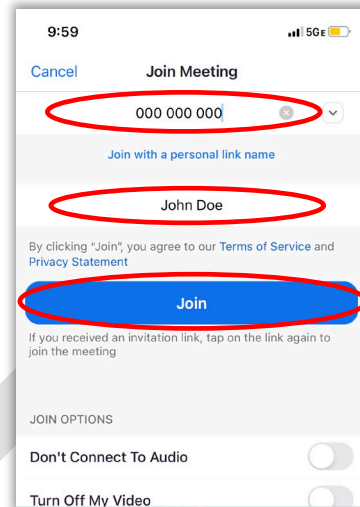 9:59
5GE
Cancel
Join Meeting
000 000 000
Join with a personal link name
John Doe
By clicking "Join", you agree to our Terms of Service and
Privacy Statement
Join
If you received an invitation link, tap on the link again to
join the meeting
JOIN OPTIONS
Don't Connect To Audio
Turn Off My Video